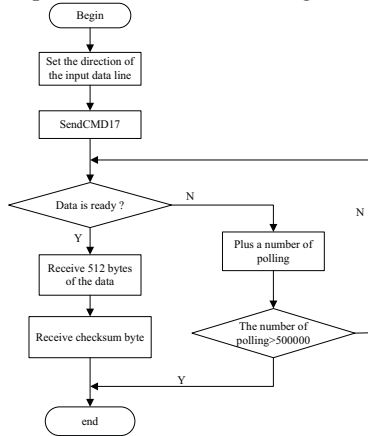 Begin
Set the direction of
the input data line
SendCMD17
Data is ready ?
N
N
Y
Plus a number of
polling
Receive 512 bytes
of the data
The number of
polling>500000
Receive checksum byte
Y
end